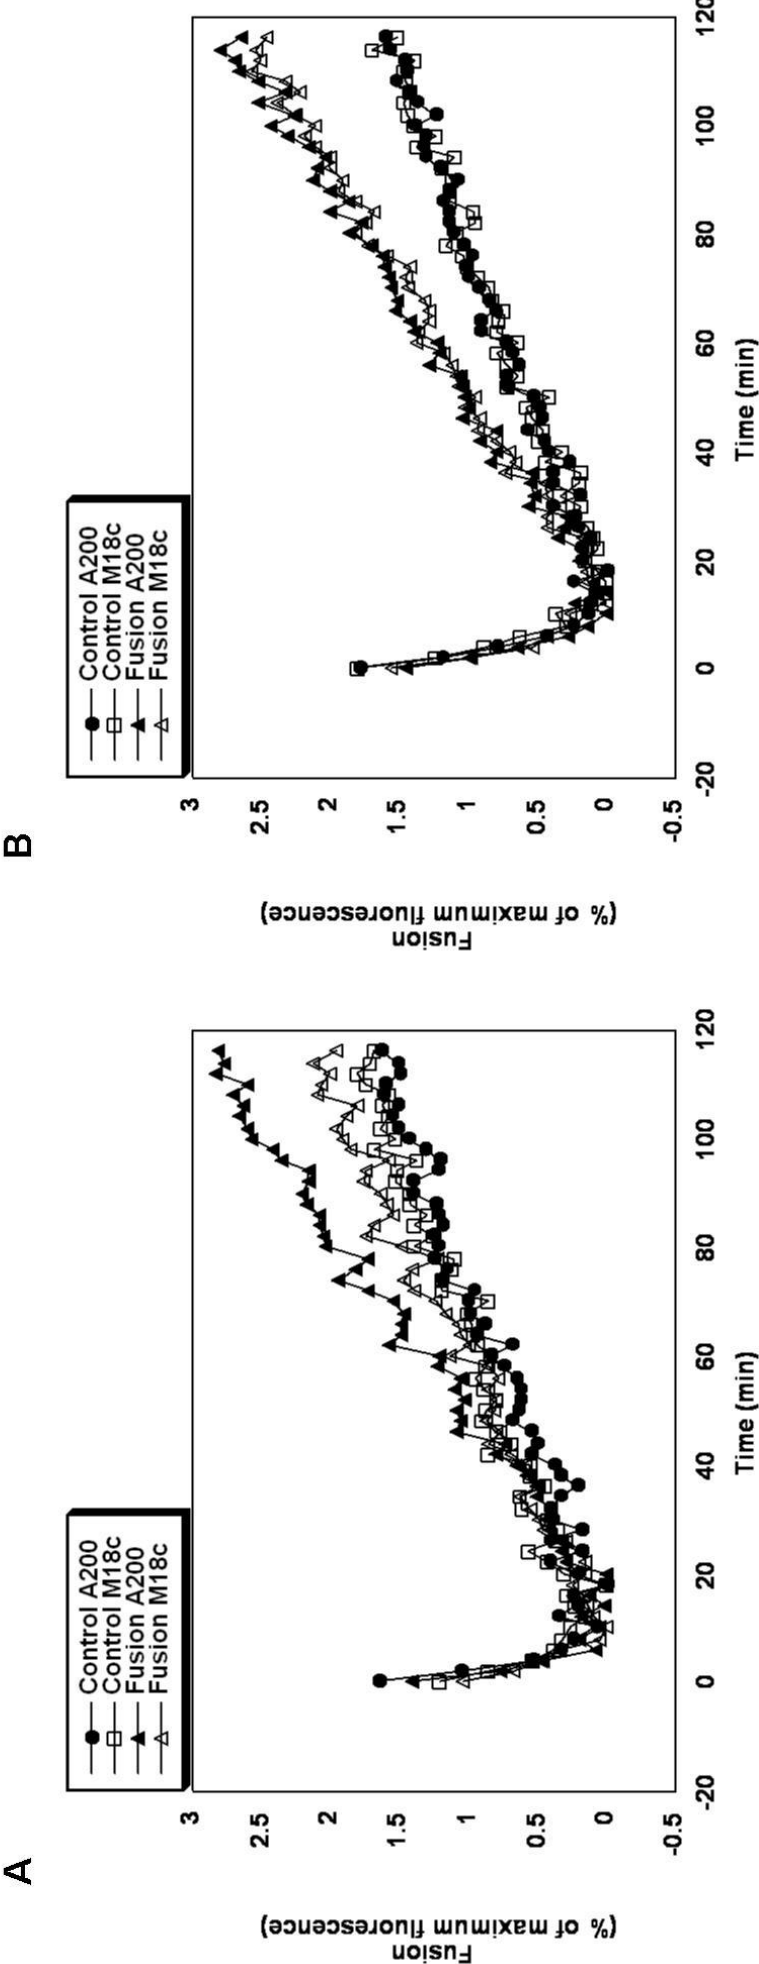 A
Control A200
Control M18c
Fusion A200
Fusion M18c
3
2.5
2
1.5
1
0.5
0
-0.5
Fusion
(% of maximum fluorescence)
-20
0
20
40
60
80
100
120
Time (min)
B
Control A200
Control M18c
Fusion A200
Fusion M18c
3
2.5
2
1.5
1
0.5
0
-0.5
Fusion
(% of maximum fluorescence)
-20
0
20
40
60
80
100
120
Time (min)